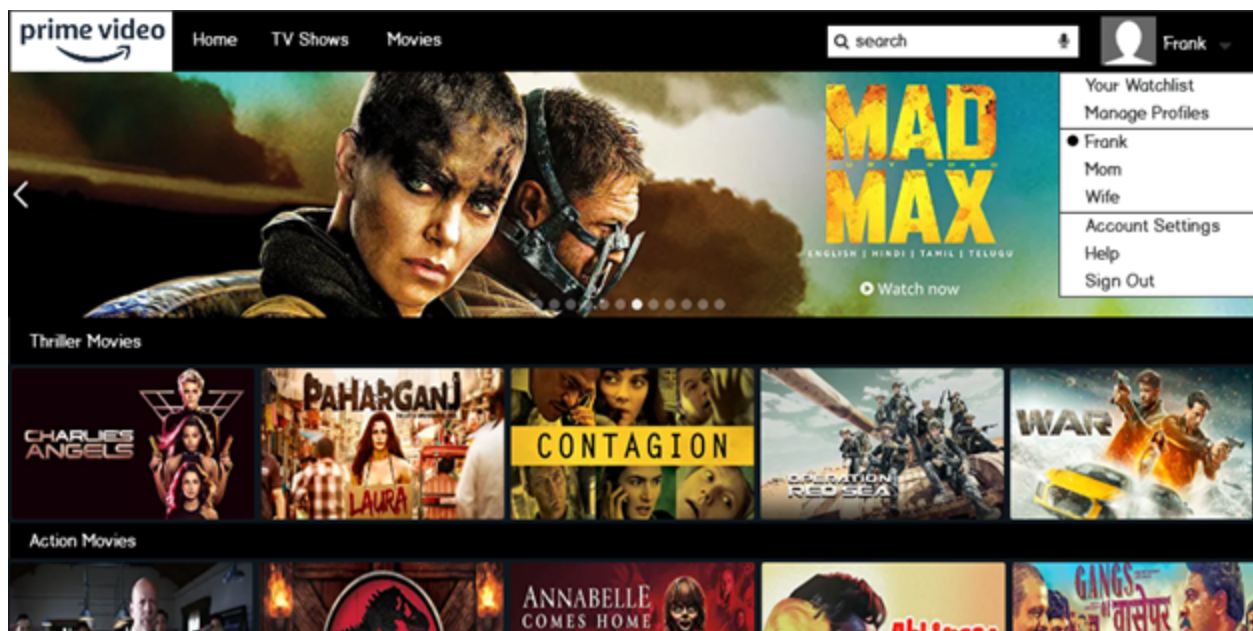 prime video
Home
TV Shows
Movies
search
Frank
Your Watchlist
Manage Profiles
Frank
Mom
Wife
Account Settings
Help
Sign Out
MAD
MAX
ENGLISH | HINDI | TAMIL | TELUGU
Watch now
Thriller Movies
CHARLIES
ANGELS
PAHARGANJ
LAURA
CONTAGION
OPERATION
RED SEA
WAR
Action Movies
ANNABELLE
COMES HOME
GANGS
वासेपुर